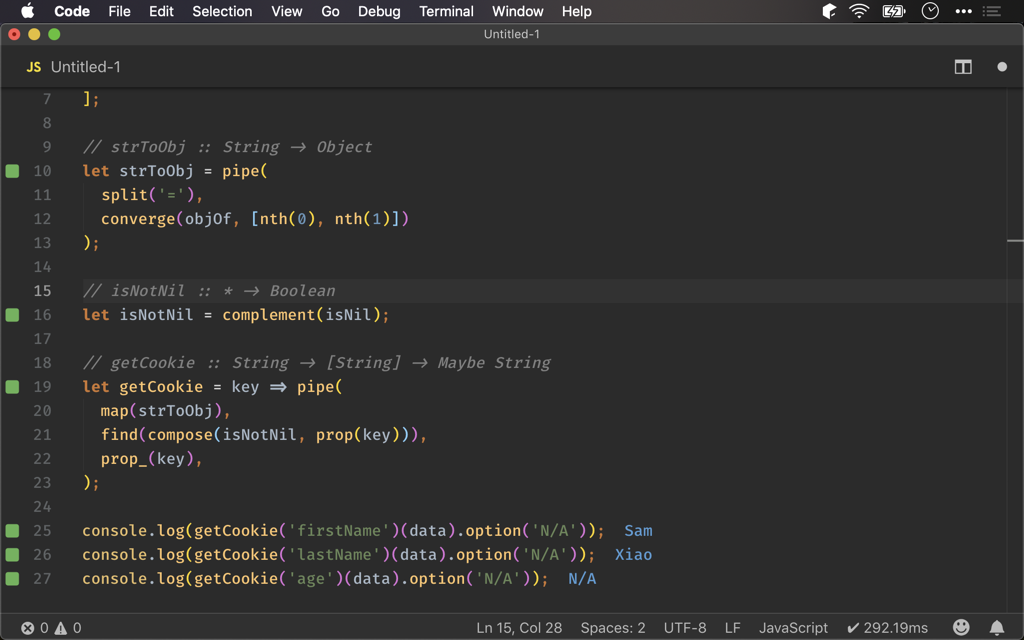 Code File Edit Selection View Go Debug Terminal Window Help
Untitled-1
JS Untitled-1
7 ];
8
9 // strToObj :: String → Object
10 let strToObj = pipe(
11 split('='),
12 converge(objOf, [nth(0), nth(1)])
13 );
14
15 // isNotNil :: * → Boolean
16 let isNotNil = complement(isNil);
17
18 // getCookie :: String → [String] → Maybe String
19 let getCookie = key ⇒ pipe(
20 map(strToObj),
21 find(compose(isNotNil, prop(key))),
22 prop_(key),
23 );
24
25 console.log(getCookie('firstName')(data).option('N/A')); Sam
26 console.log(getCookie('lastName')(data).option('N/A')); Xiao
27 console.log(getCookie('age')(data).option('N/A')); N/A
0 0 Ln 15, Col 28 Spaces: 2 UTF-8 LF JavaScript ✔ 292.19ms